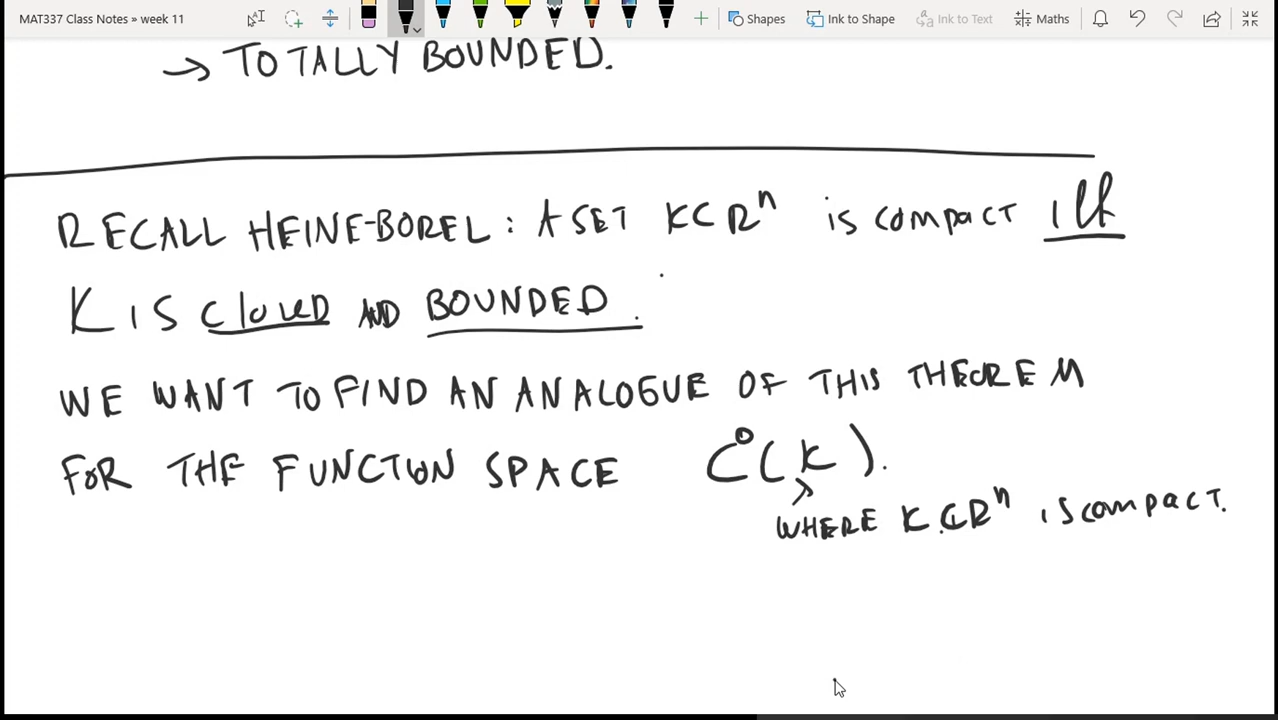 MAT337 Class Notes » week 11
Shapes
Ink to Shape
Ink to Text
Maths
→ TOTALLY BOUNDED.
RECALL HEINE-BOREL: A SET K⊂ℝⁿ is compact iff
K IS CLOSED AND BOUNDED.
WE WANT TO FIND AN ANALOGUE OF THIS THEOREM
FOR THE FUNCTION SPACE C⁰(K).
WHERE K⊂ℝⁿ is compact.